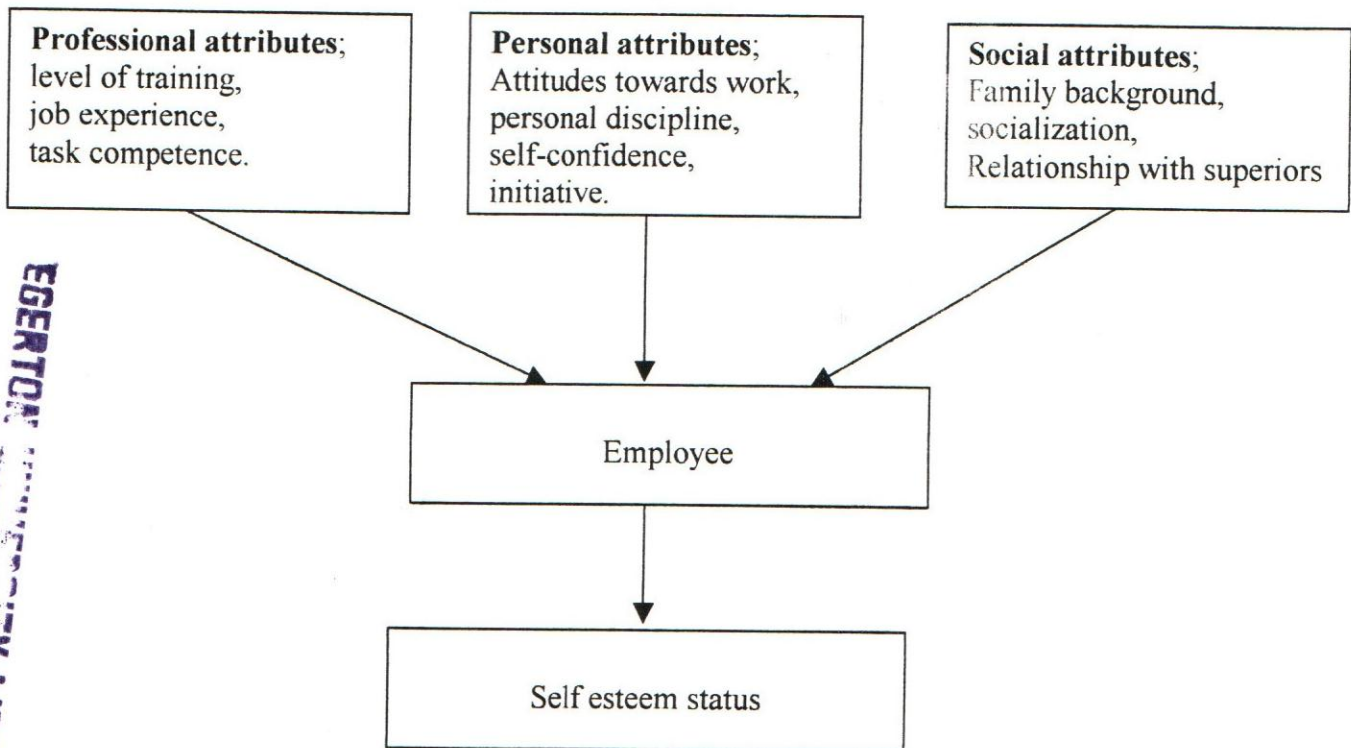 Professional attributes;
level of training,
job experience,
task competence.
Personal attributes;
Attitudes towards work,
personal discipline,
self-confidence,
initiative.
Social attributes;
Family background,
socialization,
Relationship with superiors
Employee
Self esteem status
EGERTON